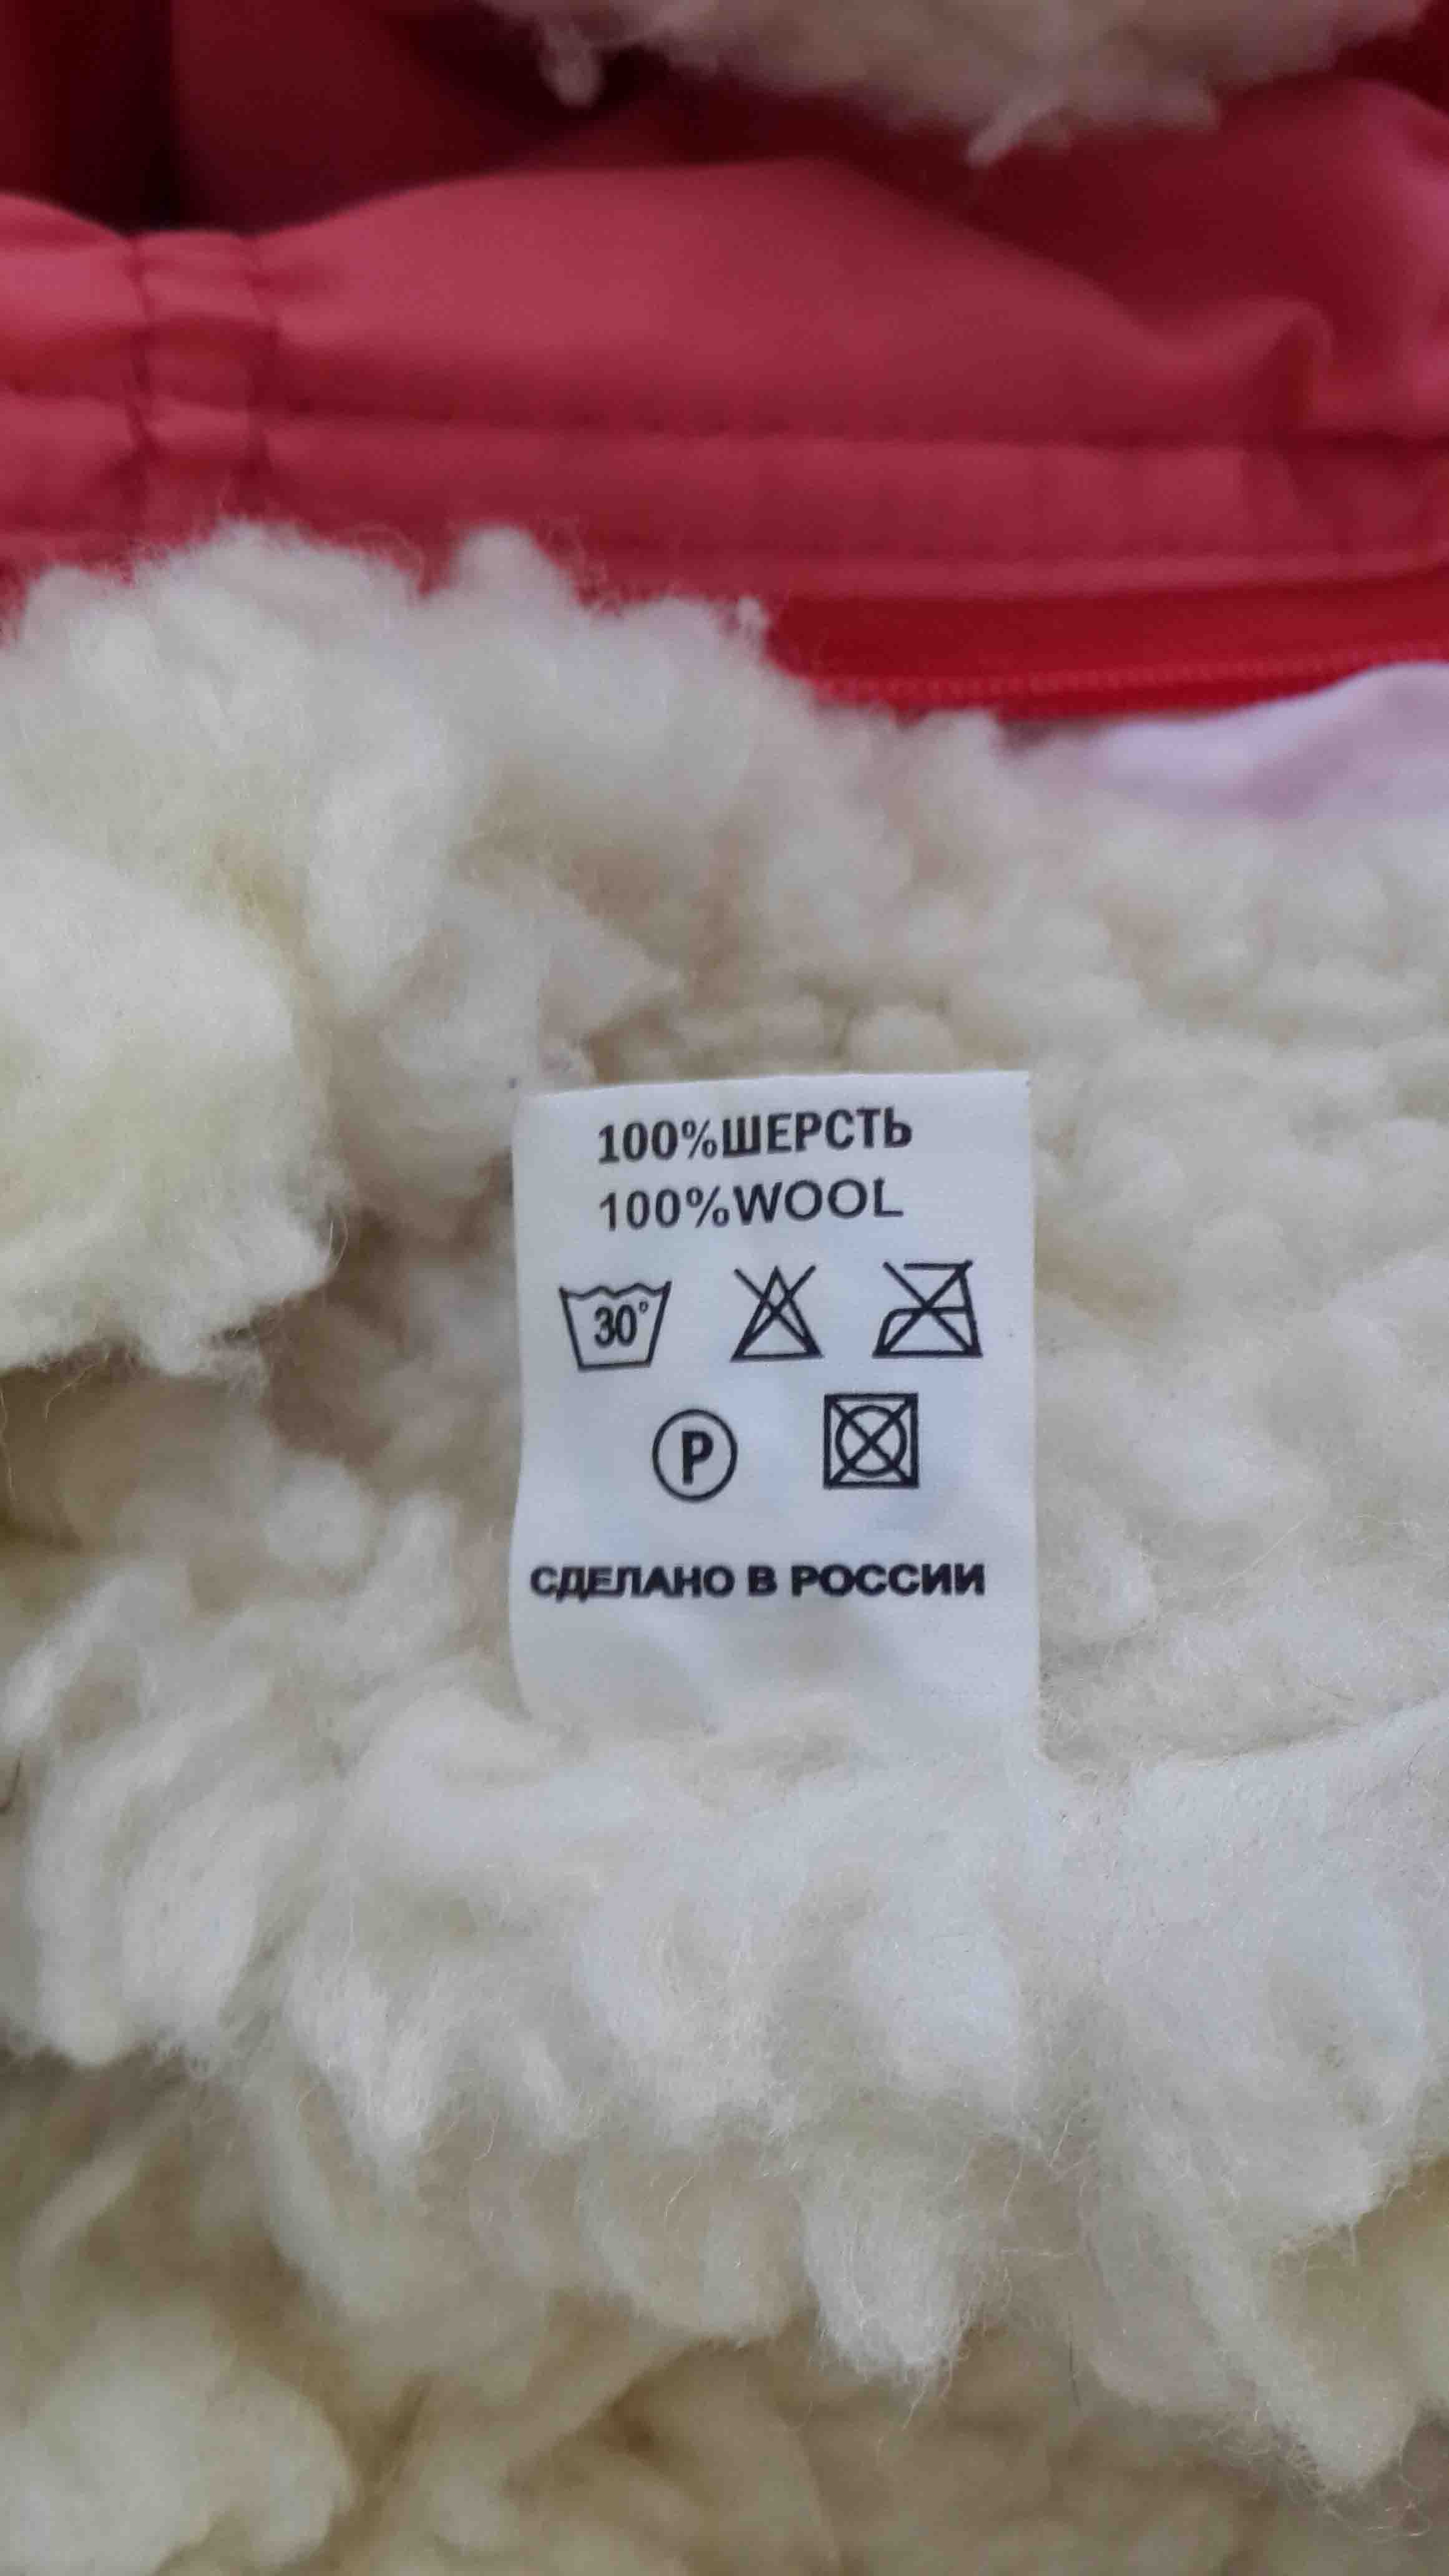 100%ШЕРСТЬ
100%WOOL
30°
P
СДЕЛАНО В РОССИИ